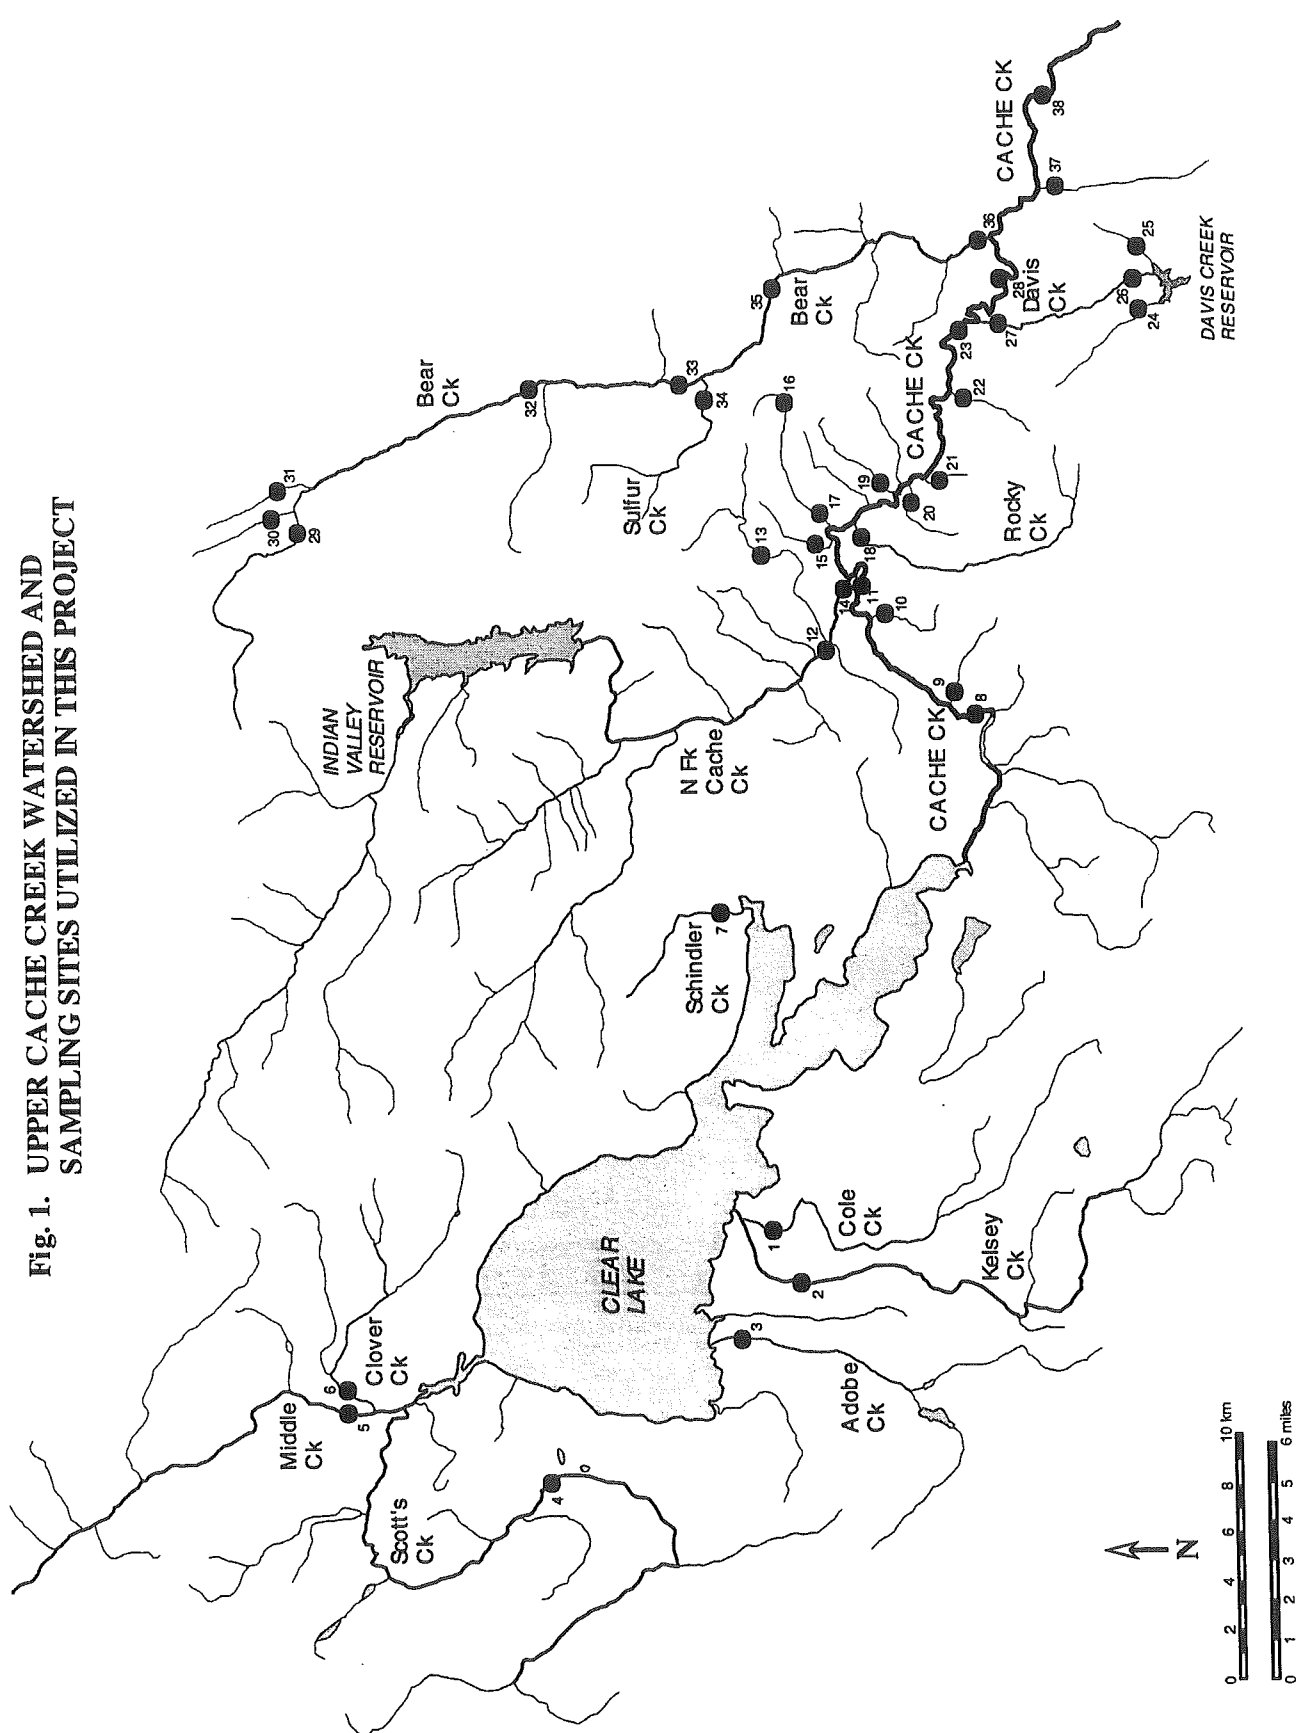 Fig. 1. UPPER CACHE CREEK WATERSHED AND
SAMPLING SITES UTILIZED IN THIS PROJECT
Middle
Ck
5
6
Clover
Ck
Scott's
Ck
4
CLEAR
LAKE
3
Adobe
Ck
2
1
Cole
Ck
Kelsey
Ck
Schindler
Ck
7
INDIAN
VALLEY
RESERVOIR
N Fk
Cache
Ck
CACHE CK
8
9
10
11
12
13
14
15
16
17
18
19
20
21
Rocky
Ck
22
CACHE CK
23
24
25
26
27
28
Davis
Ck
DAVIS CREEK
RESERVOIR
29
30
31
Bear
Ck
32
33
34
Sulfur
Ck
35
Bear
Ck
36
37
CACHE CK
38
N
0 2 4 6 8 10 km
0 1 2 3 4 5 6 miles